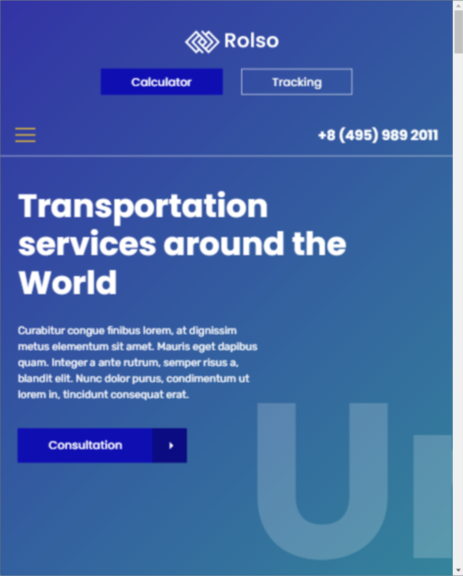 Rolso
Calculator
Tracking
+8 (495) 989 2011
Transportation
services around the
World
Curabitur congue finibus lorem, at dignissim
metus elementum sit amet. Mauris eget dapibus
quam. Integer a ante rutrum, semper risus a,
blandit elit. Nunc dolor purus, condimentum ut
lorem in, tincidunt consequat erat.
Consultation